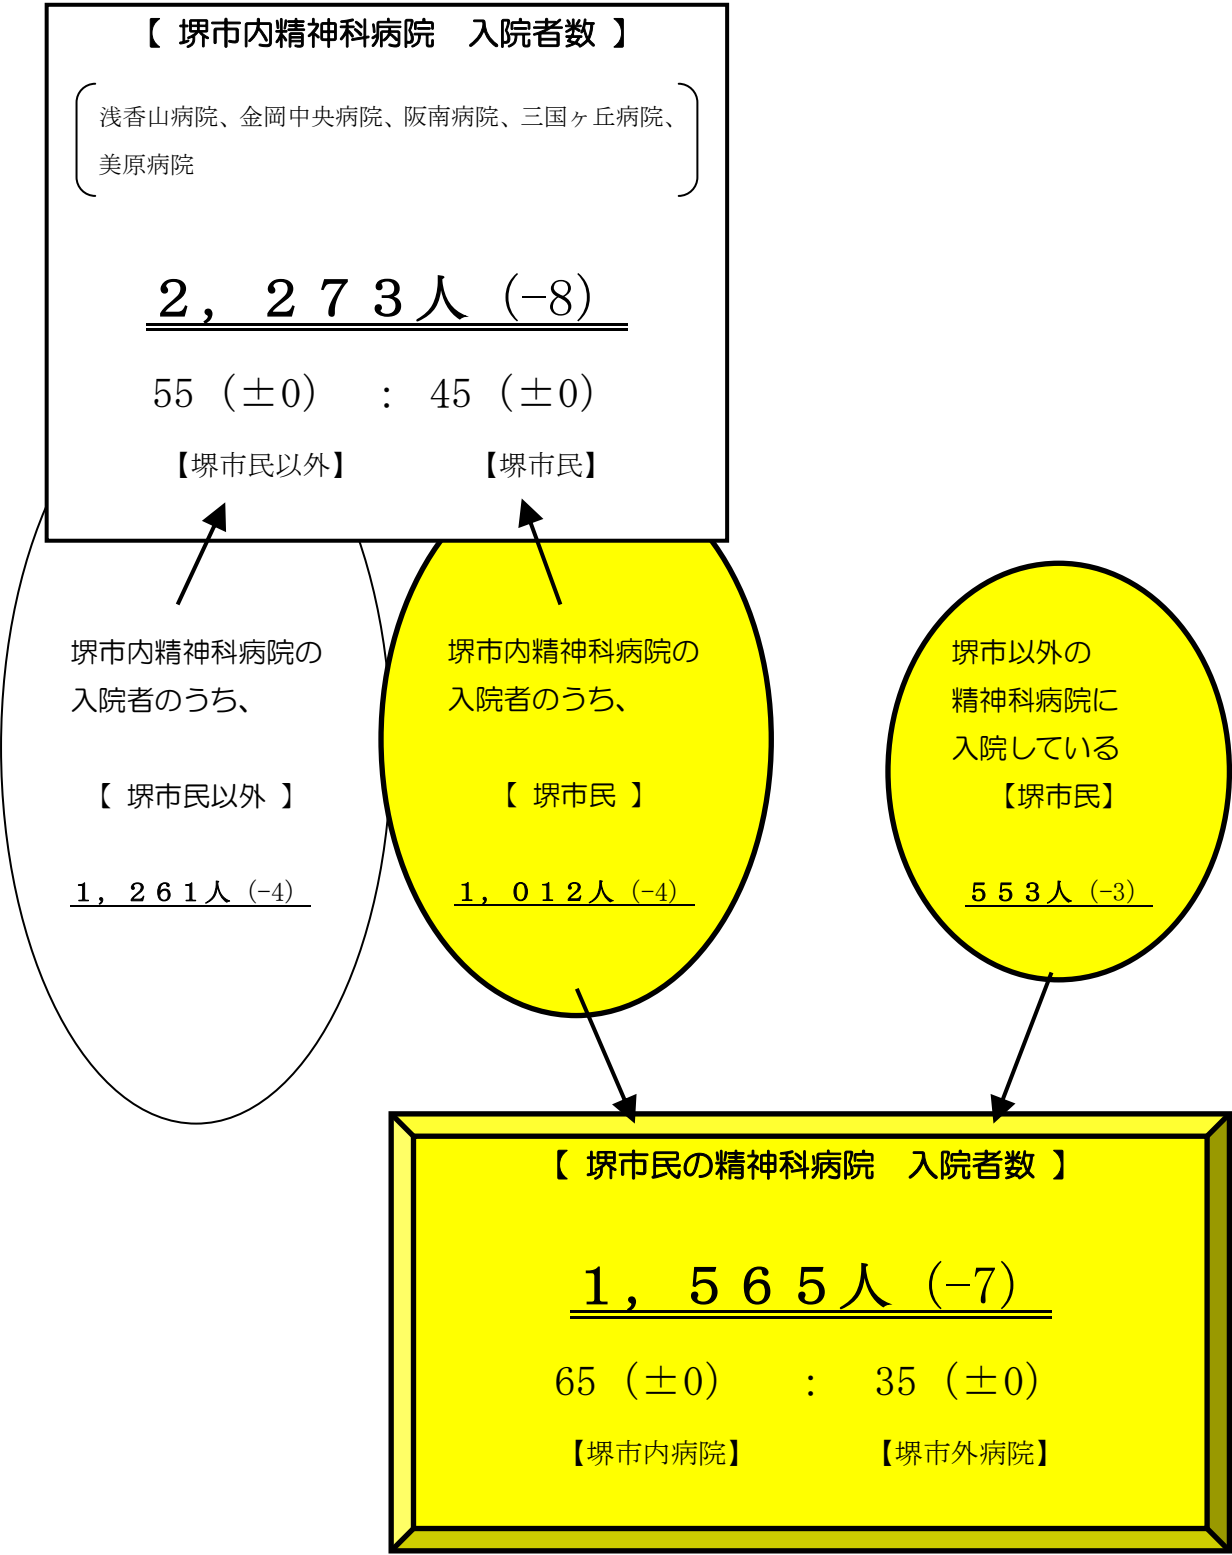 【 堺市内精神科病院　入院者数 】
浅香山病院、金岡中央病院、阪南病院、三国ヶ丘病院、
美原病院
２，２７３人（−8）
55（±0）　：　45（±0）
【堺市民以外】　【堺市民】
堺市内精神科病院の
入院者のうち、
【 堺市民以外 】
１，２６１人（−4）
堺市内精神科病院の
入院者のうち、
【 堺市民 】
１，０１２人（−4）
堺市以外の
精神科病院に
入院している
【堺市民】
５５３人（−3）
【 堺市民の精神科病院　入院者数 】
１，５６５人（−7）
65（±0）　：　35（±0）
【堺市内病院】　【堺市外病院】